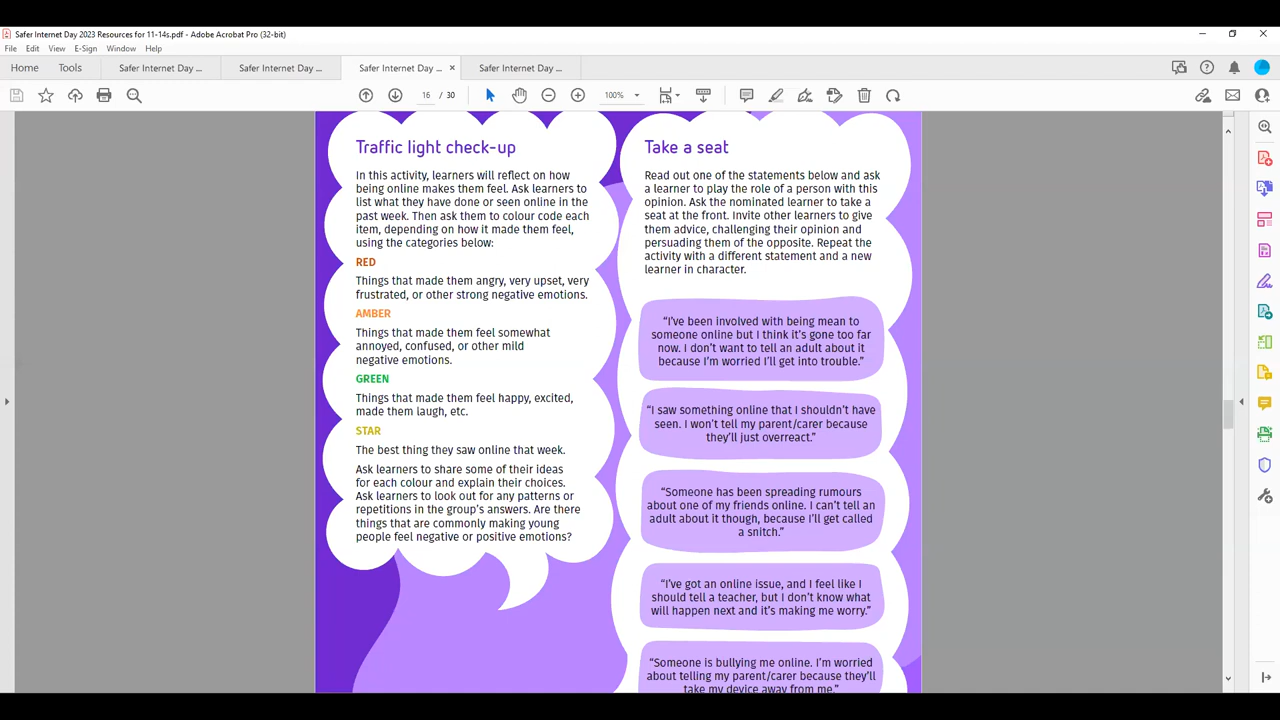 Safer Internet Day 2023 Resources for 11-14s.pdf - Adobe Acrobat Pro (32-bit)
File Edit View E-Sign Window Help
Home Tools Safer Internet Day ... Safer Internet Day ... Safer Internet Day ... × Safer Internet Day ...
16 / 30 100%
Traffic light check-up
In this activity, learners will reflect on how
being online makes them feel. Ask learners to
list what they have done or seen online in the
past week. Then ask them to colour code each
item, depending on how it made them feel,
using the categories below:
RED
Things that made them angry, very upset, very
frustrated, or other strong negative emotions.
AMBER
Things that made them feel somewhat
annoyed, confused, or other mild
negative emotions.
GREEN
Things that made them feel happy, excited,
made them laugh, etc.
STAR
The best thing they saw online that week.
Ask learners to share some of their ideas
for each colour and explain their choices.
Ask learners to look out for any patterns or
repetitions in the group's answers. Are there
things that are commonly making young
people feel negative or positive emotions?
Take a seat
Read out one of the statements below and ask
a learner to play the role of a person with this
opinion. Ask the nominated learner to take a
seat at the front. Invite other learners to give
them advice, challenging their opinion and
persuading them of the opposite. Repeat the
activity with a different statement and a new
learner in character.
“I've been involved with being mean to
someone online but I think it's gone too far
now. I don't want to tell an adult about it
because I'm worried I'll get into trouble.”
“I saw something online that I shouldn't have
seen. I won't tell my parent/carer because
they'll just overreact.”
“Someone has been spreading rumours
about one of my friends online. I can't tell an
adult about it though, because I'll get called
a snitch.”
“I've got an online issue, and I feel like I
should tell a teacher, but I don't know what
will happen next and it's making me worry.”
“Someone is bullying me online. I'm worried
about telling my parent/carer because they'll
take my device away from me.”